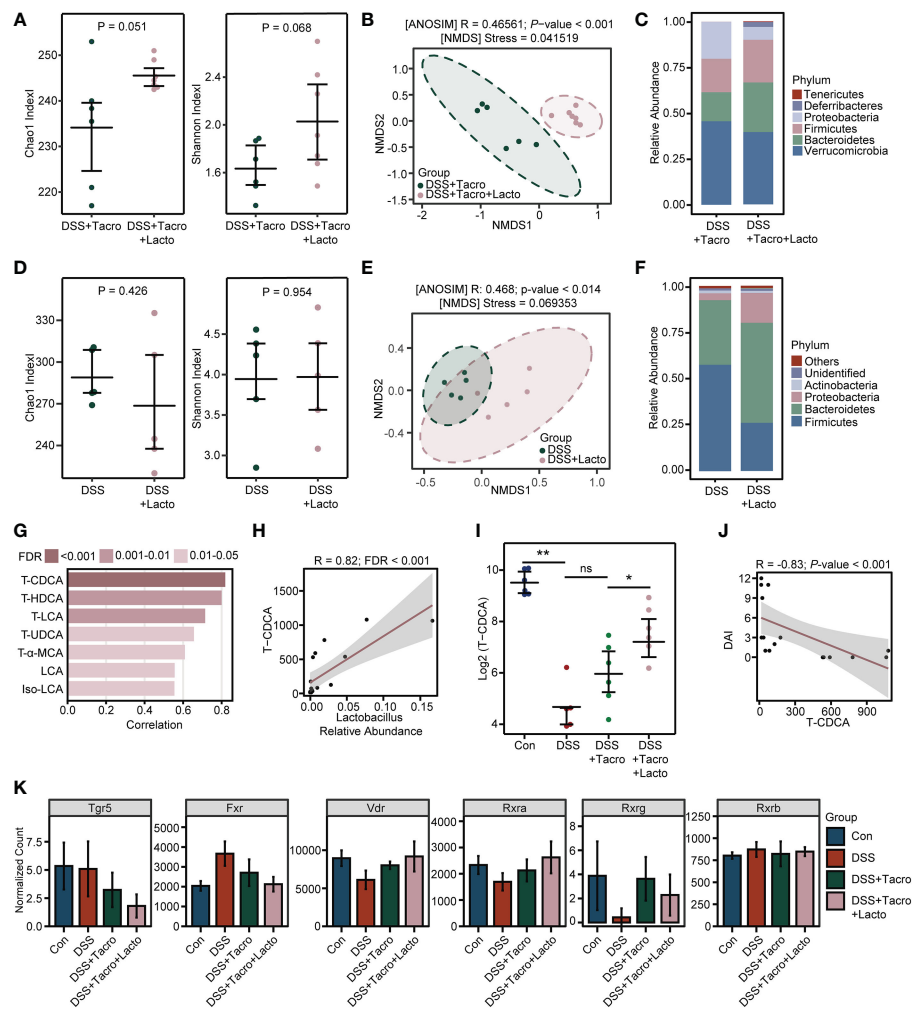 A
P = 0.051
Chao1 IndexI
250
240
230
220
DSS+Tacro
DSS+Tacro
+Lacto
P = 0.068
Shannon IndexI
2.4
2.0
1.6
DSS+Tacro
DSS+Tacro
+Lacto
B
[ANOSIM] R = 0.46561; P−value < 0.001
[NMDS] Stress = 0.041519
NMDS2
1.0
0.5
0.0
-0.5
-1.0
-1.5
Group
DSS+Tacro
DSS+Tacro+Lacto
−2
-1
0
1
NMDS1
C
Relative Abundance
1.00
0.75
0.50
0.25
0.00
DSS
+Tacro
DSS
+Tacro+Lacto
Phylum
Tenericutes
Deferribacteres
Proteobacteria
Firmicutes
Bacteroidetes
Verrucomicrobia
D
P = 0.426
Chao1 IndexI
330
300
270
240
DSS
DSS
+Lacto
P = 0.954
Shannon IndexI
4.5
4.0
3.5
3.0
DSS
DSS
+Lacto
E
[ANOSIM] R: 0.468; p-value < 0.014
[NMDS] Stress = 0.069353
NMDS2
0.4
0.0
-0.4
Group
DSS
DSS+Lacto
-0.5
0.0
0.5
1.0
NMDS1
F
Relative Abundance
1.00
0.75
0.50
0.25
0.00
DSS
DSS
+Lacto
Phylum
Others
Unidentified
Actinobacteria
Proteobacteria
Bacteroidetes
Firmicutes
G
FDR <0.001 0.001-0.01 0.01-0.05
T-CDCA
T-HDCA
T-LCA
T-UDCA
T-α-MCA
LCA
Iso-LCA
0.0
0.2
0.4
0.6
0.8
Correlation
H
R = 0.82; FDR < 0.001
T−CDCA
1500
1000
500
0
0.00
0.05
0.10
0.15
Lactobacillus
Relative Abundance
I
Log2 (T−CDCA)
10
8
6
4
**
ns
*
Con
DSS
DSS
+Tacro
DSS
+Tacro
+Lacto
J
R = -0.83; P-value < 0.001
DAI
12
9
6
3
0
0
300
600
900
T-CDCA
K
Normalized Count
Tgr5
7.5
5.0
2.5
0.0
Con
DSS
DSS+Tacro
DSS+Tacro+Lacto
Fxr
5000
4000
3000
2000
1000
0
Con
DSS
DSS+Tacro
DSS+Tacro+Lacto
Vdr
10000
5000
0
Con
DSS
DSS+Tacro
DSS+Tacro+Lacto
Rxra
4000
3000
2000
1000
0
Con
DSS
DSS+Tacro
DSS+Tacro+Lacto
Rxrg
8
6
4
2
0
Con
DSS
DSS+Tacro
DSS+Tacro+Lacto
Rxrb
1250
1000
750
500
250
0
Con
DSS
DSS+Tacro
DSS+Tacro+Lacto
Group
Con
DSS
DSS+Tacro
DSS+Tacro
+Lacto